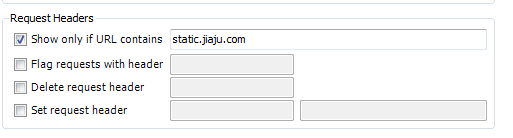 Request Headers
Show only if URL contains static.jiaju.com
Flag requests with header
Delete request header
Set request header